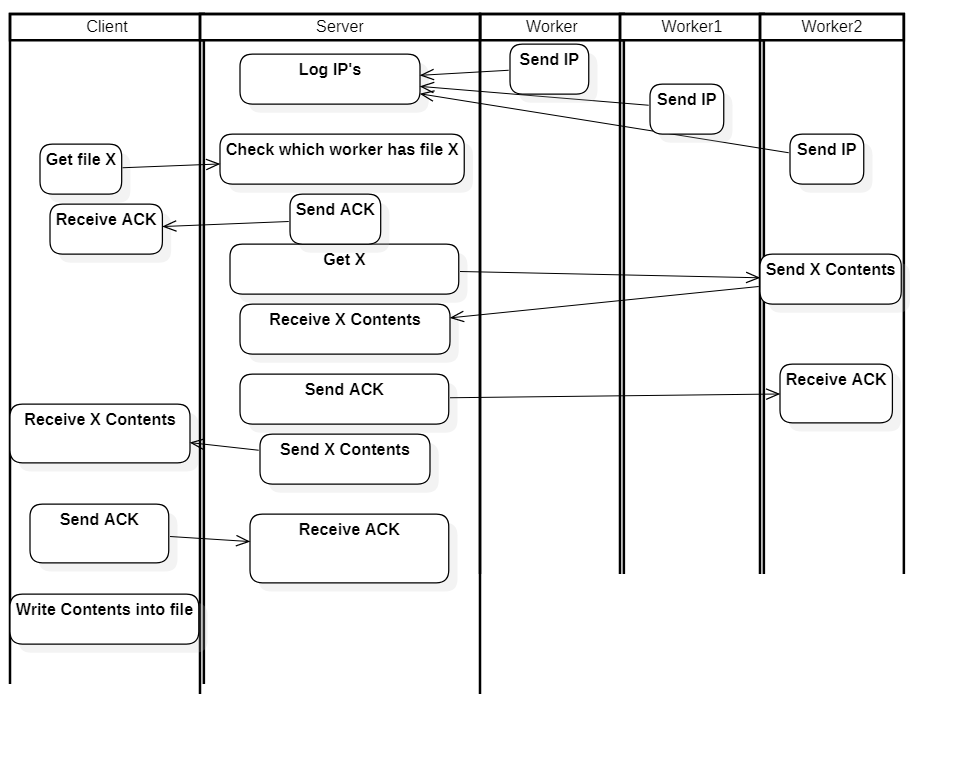 Client
Server
Worker
Worker1
Worker2
Send IP
Log IP's
Send IP
Get file X
Check which worker has file X
Send IP
Receive ACK
Send ACK
Get X
Send X Contents
Receive X Contents
Send ACK
Receive ACK
Receive X Contents
Send X Contents
Send ACK
Receive ACK
Write Contents into file